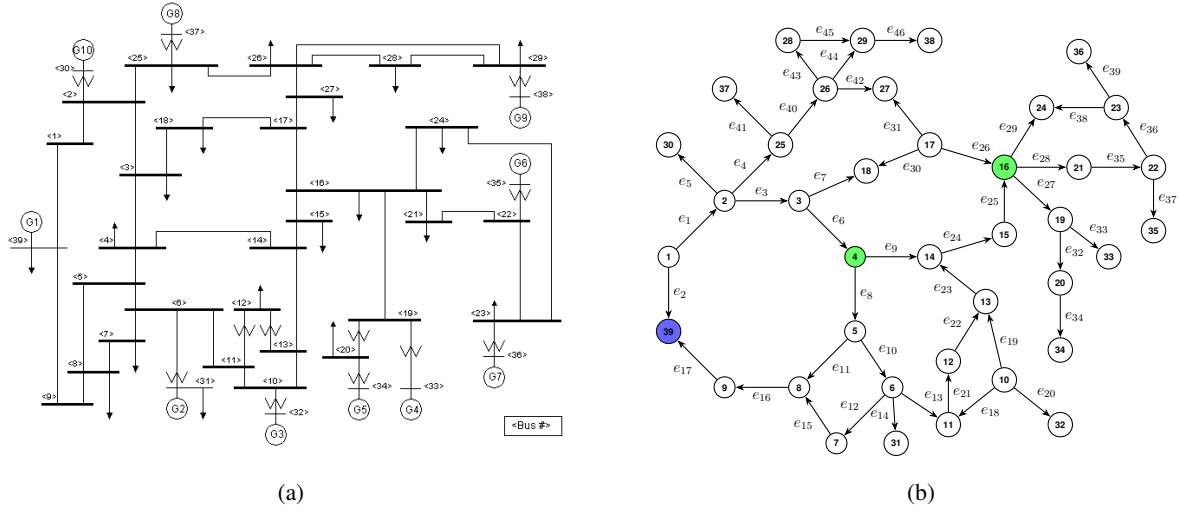 G8
<37>
G10
<30>
<25>
<26>
<28>
<29>
<2>
<38>
<27>
G9
<1>
<18>
<17>
<24>
<3>
G6
<16>
<35>
G1
<15>
<21>
<22>
<39>
<4>
<14>
<5>
<6>
<12>
<19>
<23>
<7>
<13>
<20>
<8>
<11>
<36>
<31>
<10>
<34>
<33>
G7
<9>
G2
<32>
G5
G4
G3
<Bus #>
(a)
28
e45
29
e46
38
e44
36
e43
e39
37
26
e42
27
24
23
e40
e38
e41
e31
e29
e36
30
25
17
e26
e4
e7
18
e30
16
e28
21
e35
22
e5
e27
2
e3
3
e37
e25
19
e33
e1
e6
15
35
e32
1
4
e9
14
e24
33
20
e2
e8
e23
13
39
5
e22
e34
e10
e19
e17
12
34
e11
10
9
e16
8
6
e13
e21
e20
e12
e14
e18
e15
11
32
7
31
(b)